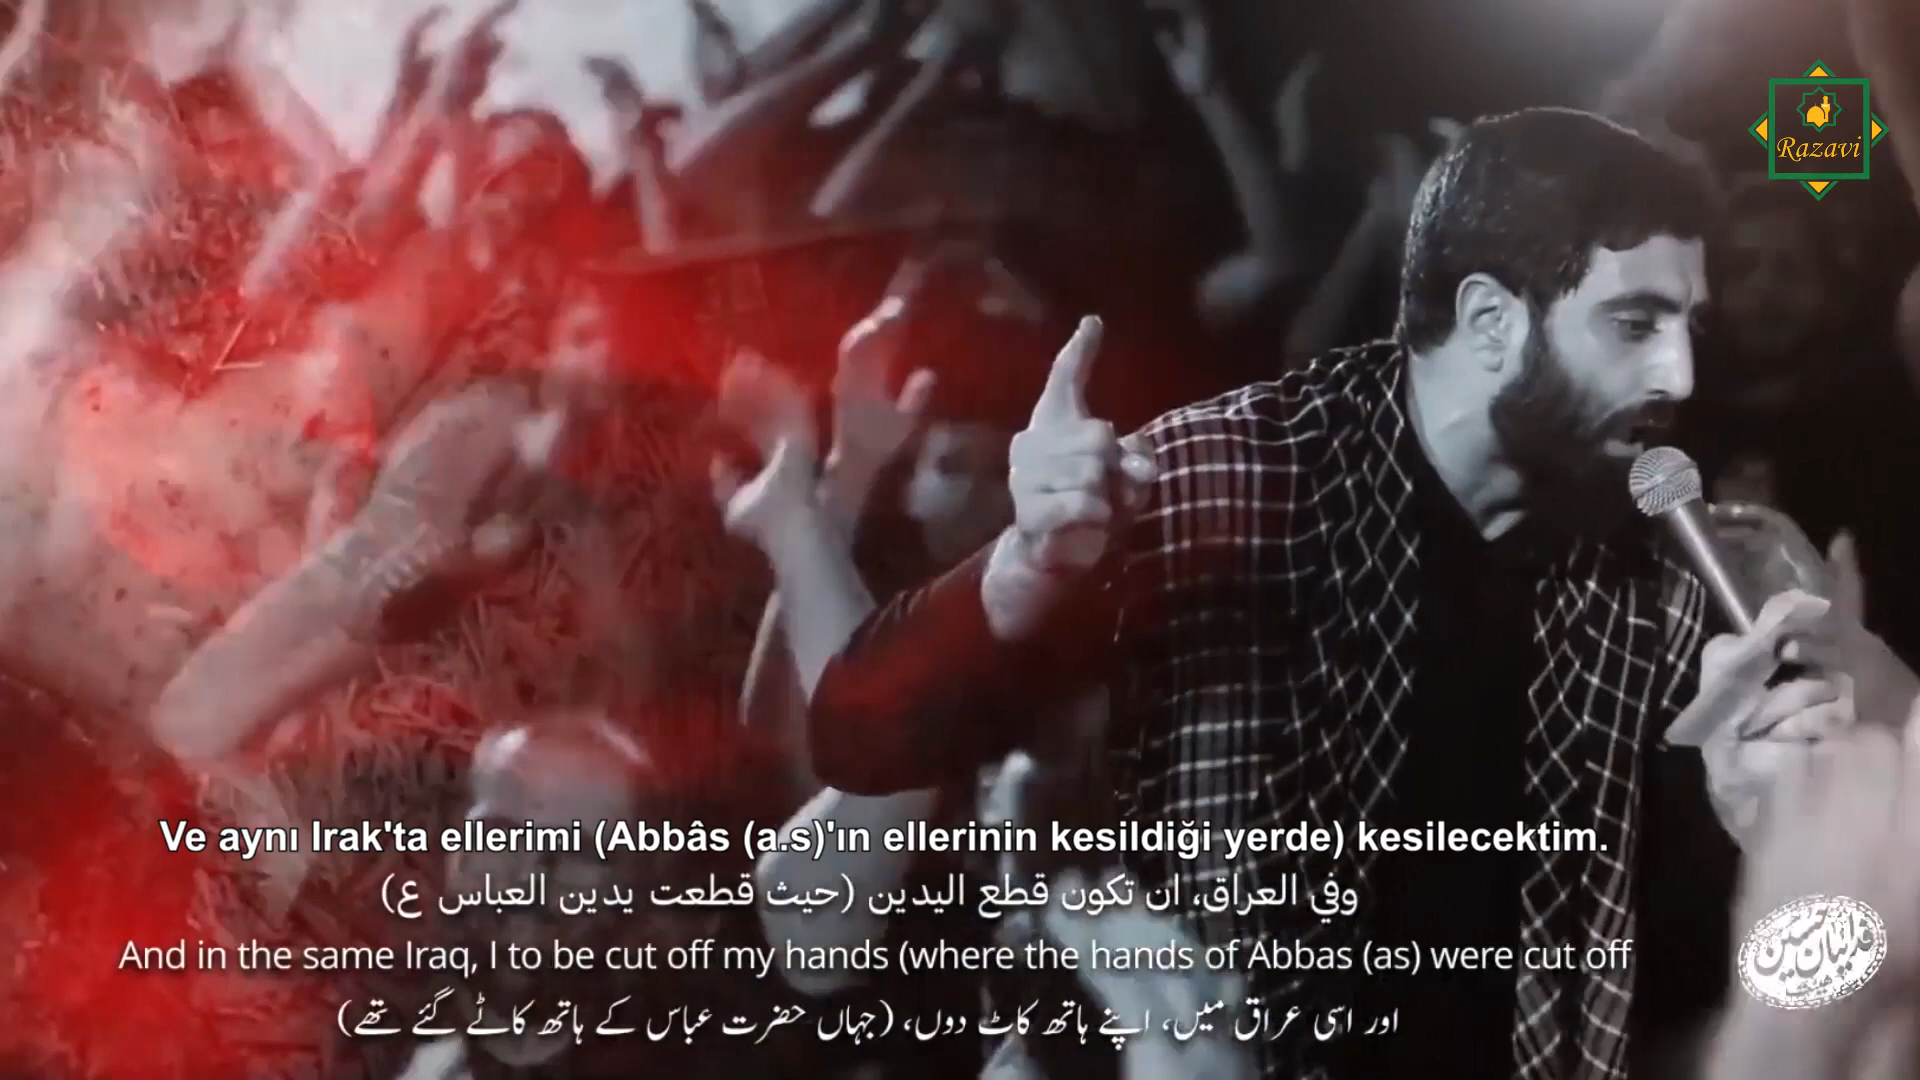 Razavi
Ve aynı Irak'ta ellerimi (Abbâs (a.s)'ın ellerinin kesildiği yerde) kesilecektim.
وفي العراق، ان تكون قطع اليدين (حيث قطعت يدين العباس ع)
And in the same Iraq, I to be cut off my hands (where the hands of Abbas (as) were cut off
اور اسی عراق میں، اپنے ہاتھ کاٹ دوں، (جہاں حضرت عباس کے ہاتھ کاٹے گئے تھے)